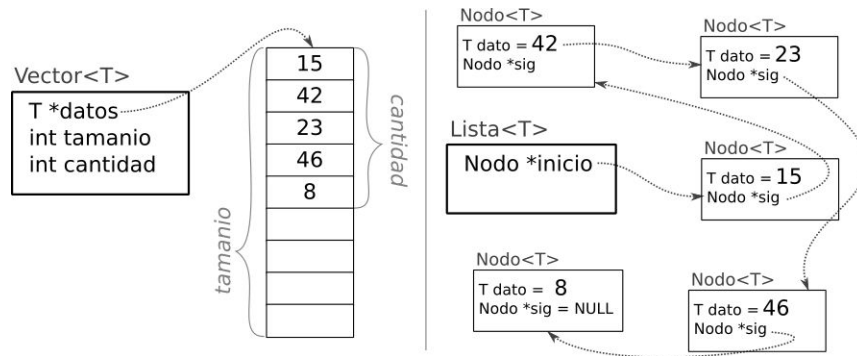 Vector<T>
T *datos
int tamanio
int cantidad
15
42
23
46
8
cantidad
tamanio
Nodo<T>
T dato = 42
Nodo *sig
Nodo<T>
T dato = 23
Nodo *sig
Lista<T>
Nodo *inicio
Nodo<T>
T dato = 15
Nodo *sig
Nodo<T>
T dato = 8
Nodo *sig = NULL
Nodo<T>
T dato = 46
Nodo *sig